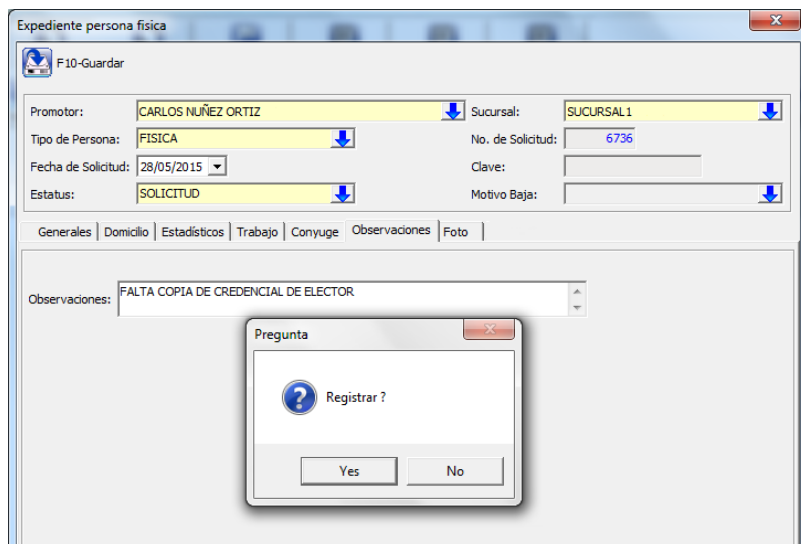 Expediente persona fisica
F10-Guardar
Promotor: CARLOS NUÑEZ ORTIZ Sucursal: SUCURSAL1
Tipo de Persona: FISICA No. de Solicitud: 6736
Fecha de Solicitud: 28/05/2015 Clave:
Estatus: SOLICITUD Motivo Baja:
Generales Domicilio Estadísticos Trabajo Conyuge Observaciones Foto
Observaciones: FALTA COPIA DE CREDENCIAL DE ELECTOR
Pregunta
Registrar ?
Yes No